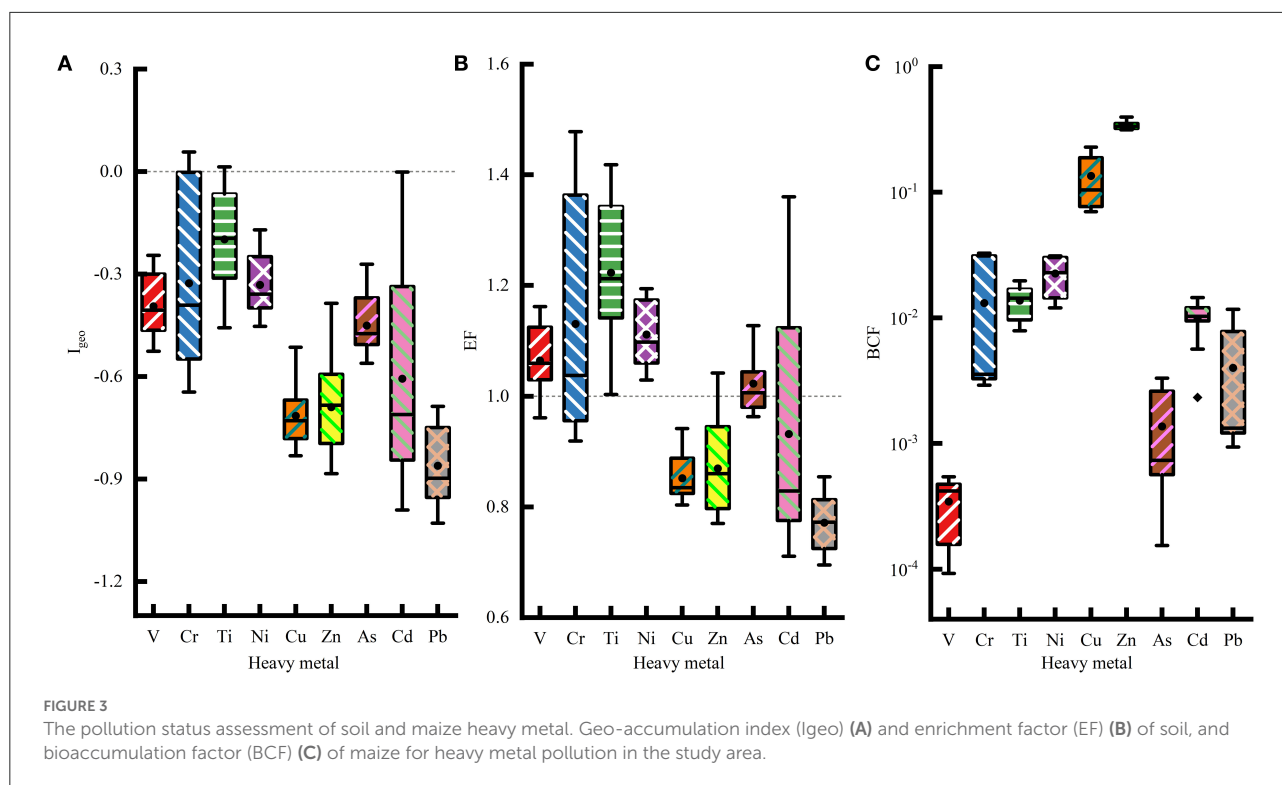 A
0.3
0.0
-0.3
-0.6
-0.9
-1.2
I_geo
V Cr Ti Ni Cu Zn As Cd Pb
Heavy metal
B
1.6
1.4
1.2
1.0
0.8
0.6
EF
V Cr Ti Ni Cu Zn As Cd Pb
Heavy metal
C
10^0
10^-1
10^-2
10^-3
10^-4
BCF
V Cr Ti Ni Cu Zn As Cd Pb
Heavy metal
FIGURE 3
The pollution status assessment of soil and maize heavy metal. Geo-accumulation index (Igeo) (A) and enrichment factor (EF) (B) of soil, and
bioaccumulation factor (BCF) (C) of maize for heavy metal pollution in the study area.